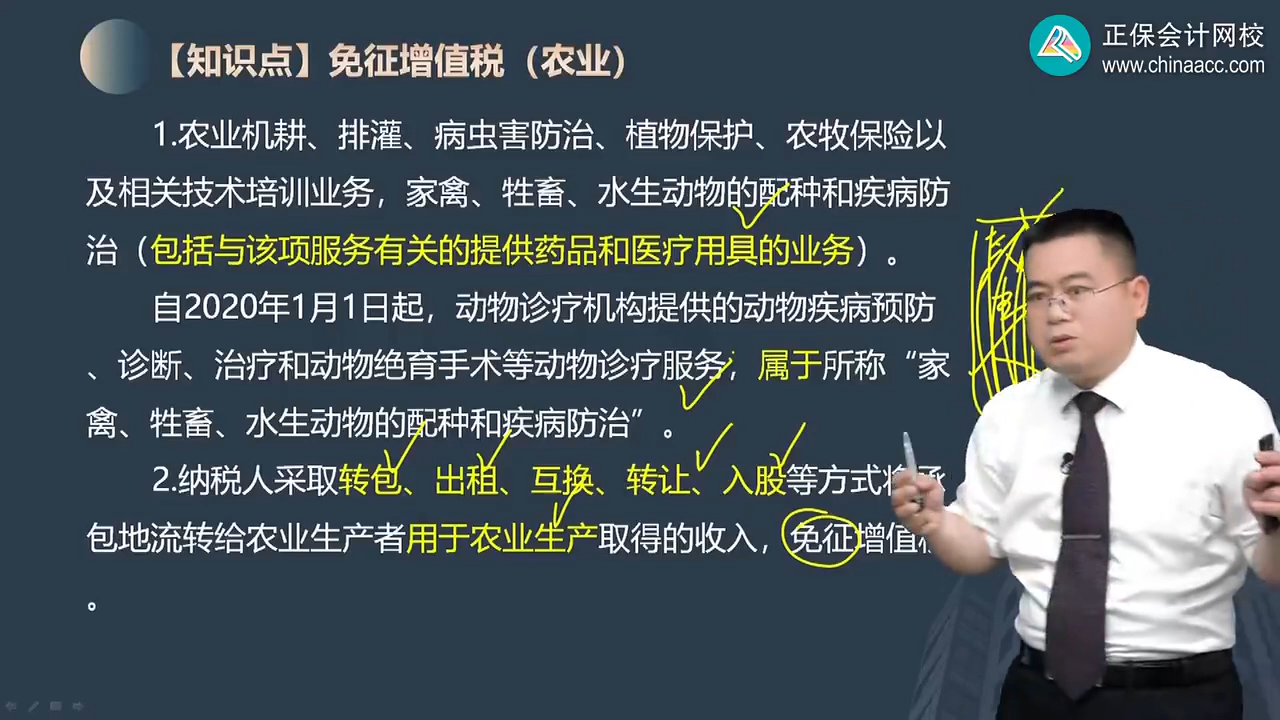 【知识点】免征增值税（农业）
正保会计网校
www.chinaacc.com
1.农业机耕、排灌、病虫害防治、植物保护、农牧保险以
及相关技术培训业务，家禽、牲畜、水生动物的配种和疾病防
治（包括与该项服务有关的提供药品和医疗用具的业务）。
自2020年1月1日起，动物诊疗机构提供的动物疾病预防
、诊断、治疗和动物绝育手术等动物诊疗服务，属于所称“家
禽、牲畜、水生动物的配种和疾病防治”。
2.纳税人采取转包、出租、互换、转让、入股等方式将承
包地流转给农业生产者用于农业生产取得的收入，免征增值税
。